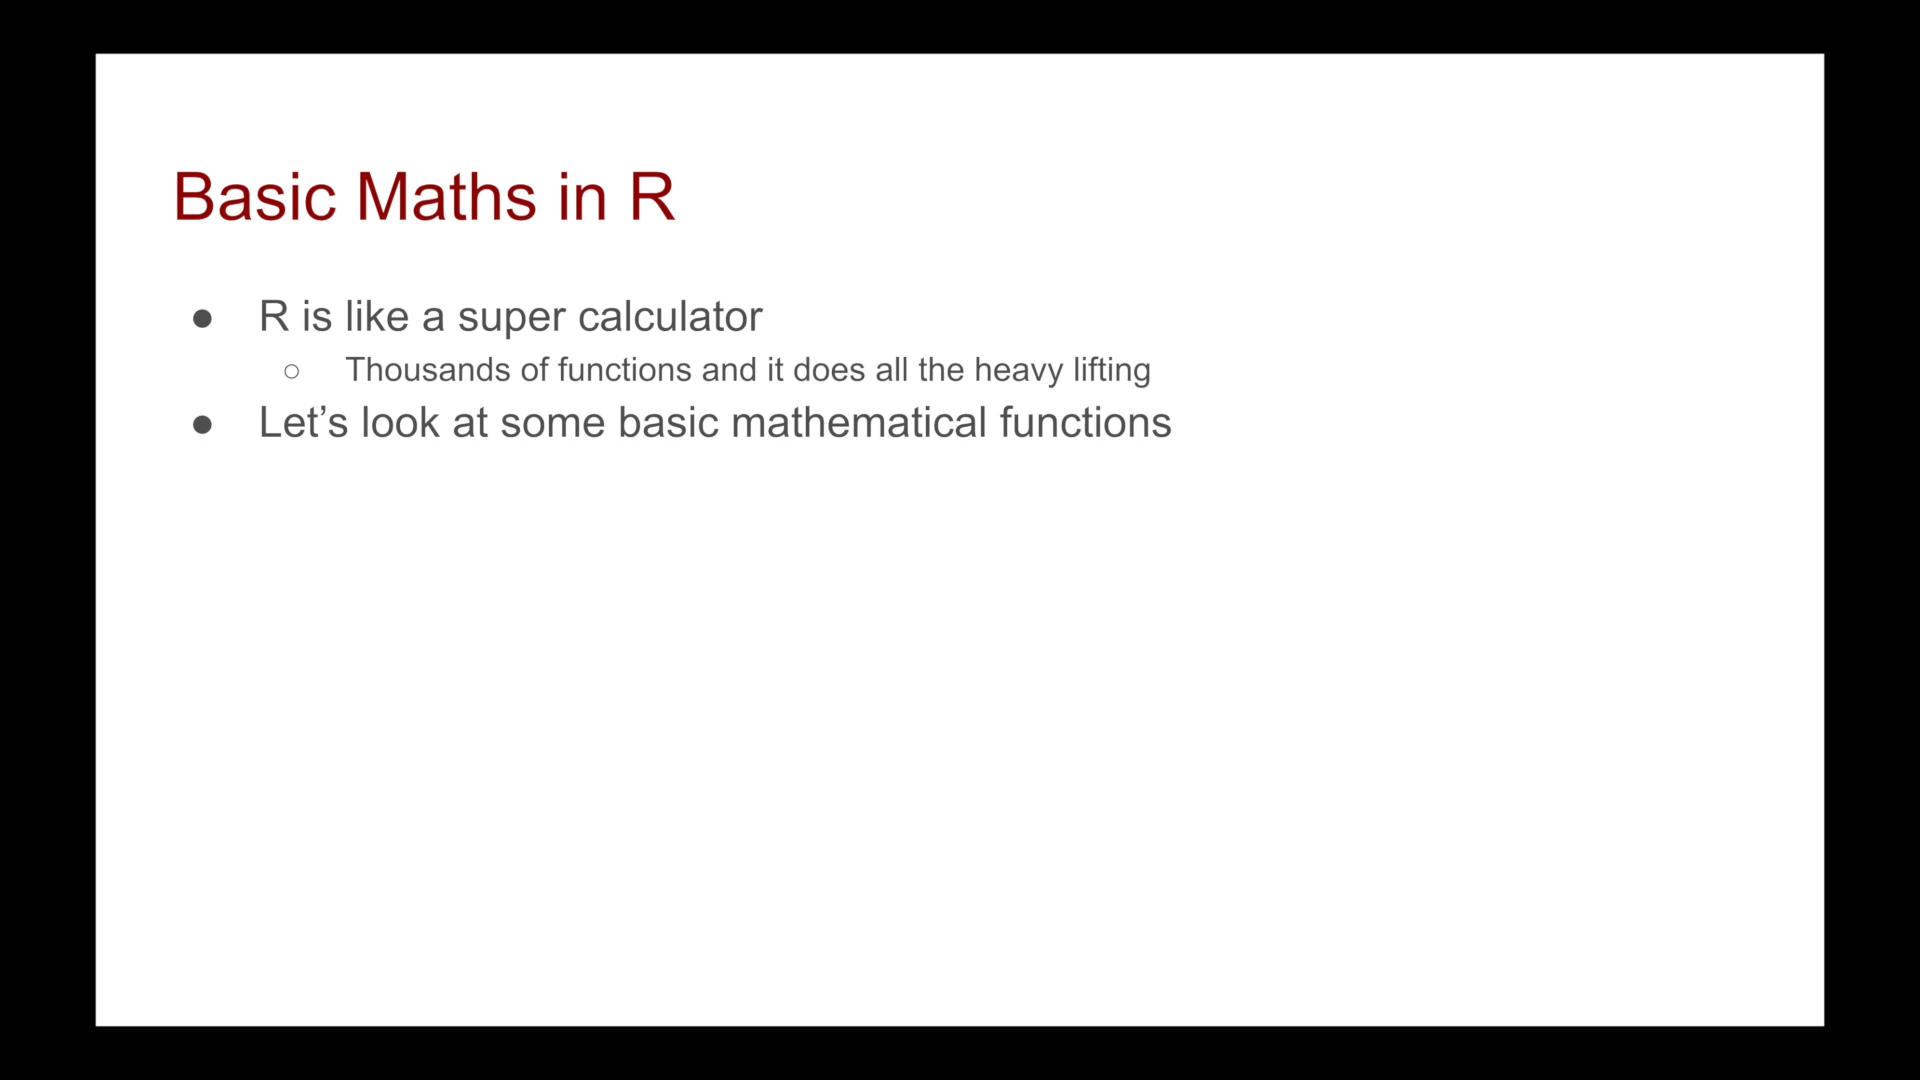 Basic Maths in R
● R is like a super calculator
○ Thousands of functions and it does all the heavy lifting
● Let’s look at some basic mathematical functions